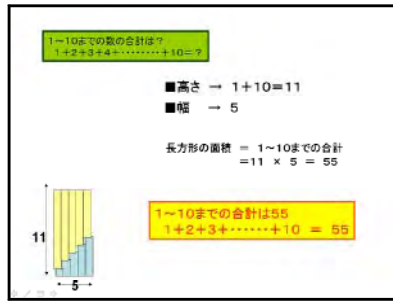 1～10までの数の合計は？
1＋2＋3＋4＋‥‥‥‥＋10＝？
■高さ → 1＋10＝11
■幅 → 5
長方形の面積 ＝ 1～10までの合計
＝11 × 5 ＝ 55
1～10までの合計は55
1＋2＋3＋‥‥‥＋10 ＝ 55
11
5